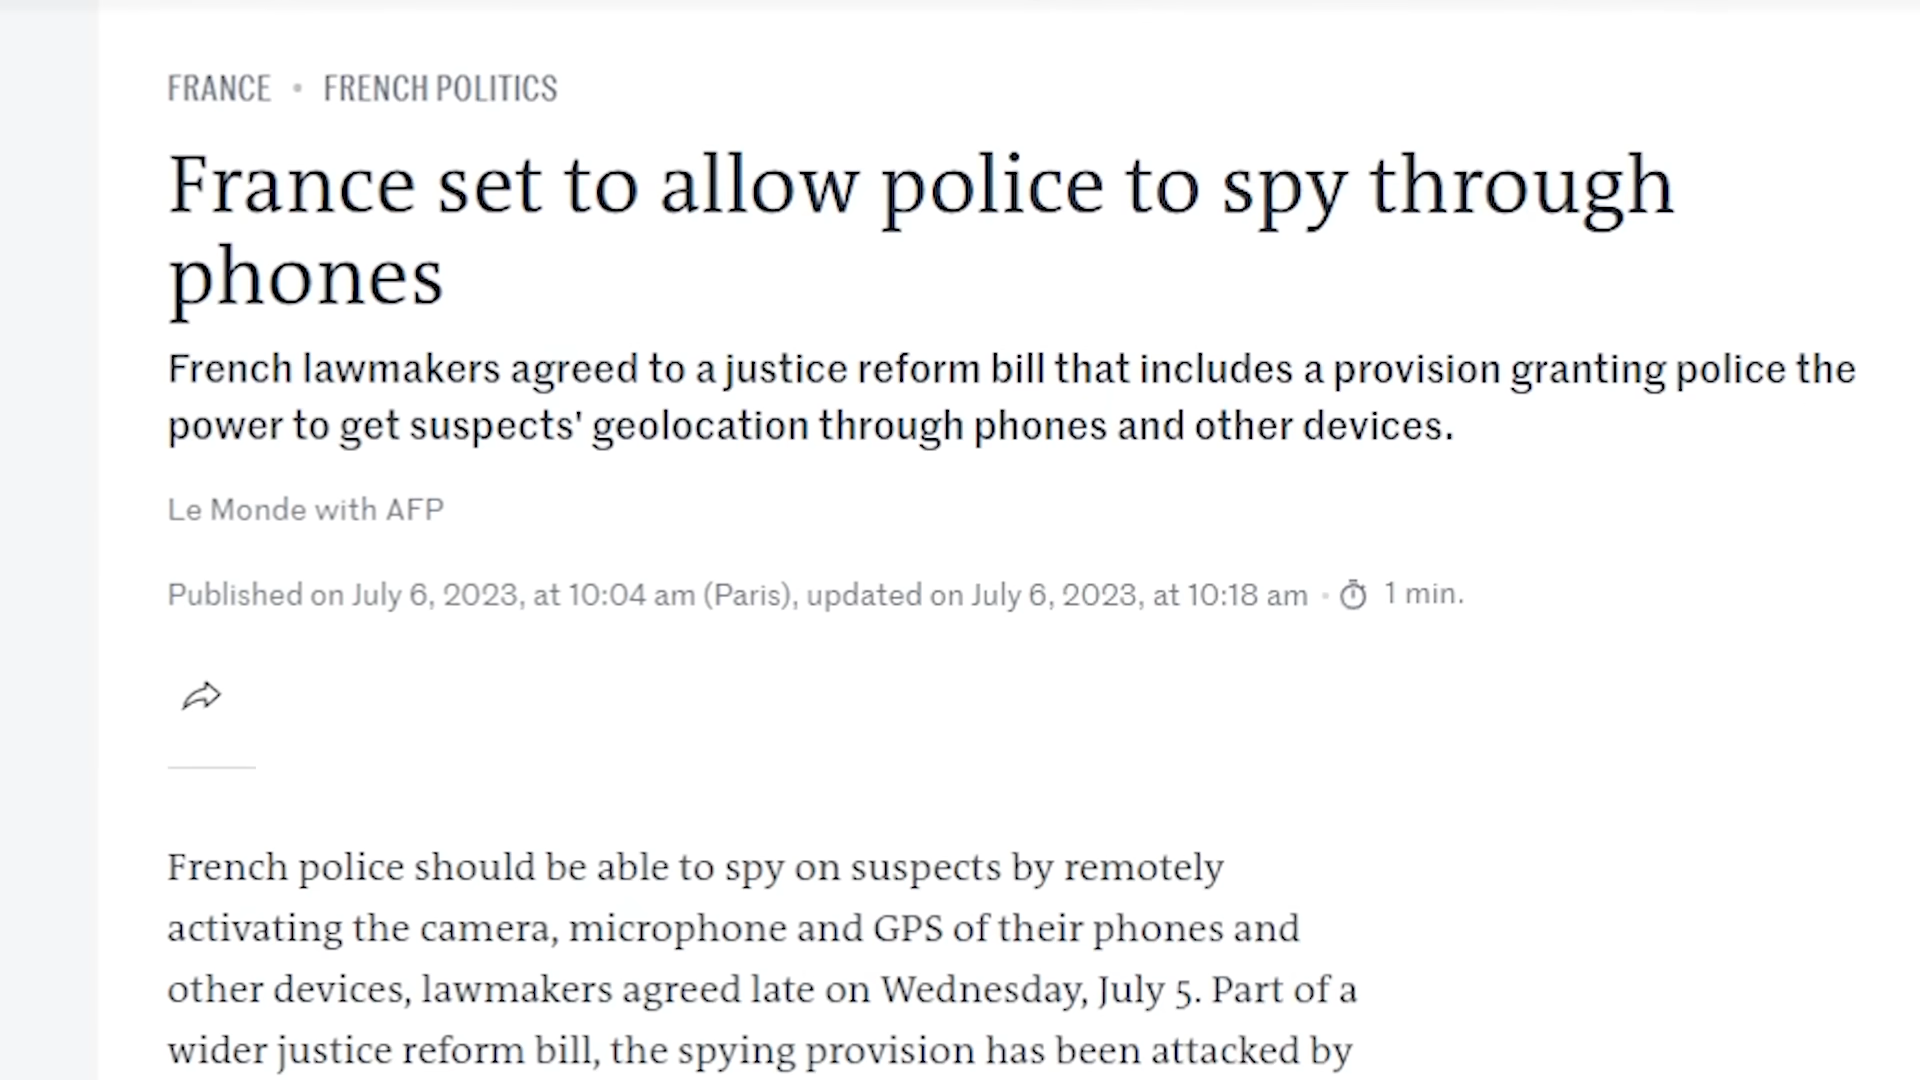 FRANCE • FRENCH POLITICS
France set to allow police to spy through
phones
French lawmakers agreed to a justice reform bill that includes a provision granting police the
power to get suspects' geolocation through phones and other devices.
Le Monde with AFP
Published on July 6, 2023, at 10:04 am (Paris), updated on July 6, 2023, at 10:18 am • 1 min.
French police should be able to spy on suspects by remotely
activating the camera, microphone and GPS of their phones and
other devices, lawmakers agreed late on Wednesday, July 5. Part of a
wider justice reform bill, the spying provision has been attacked by